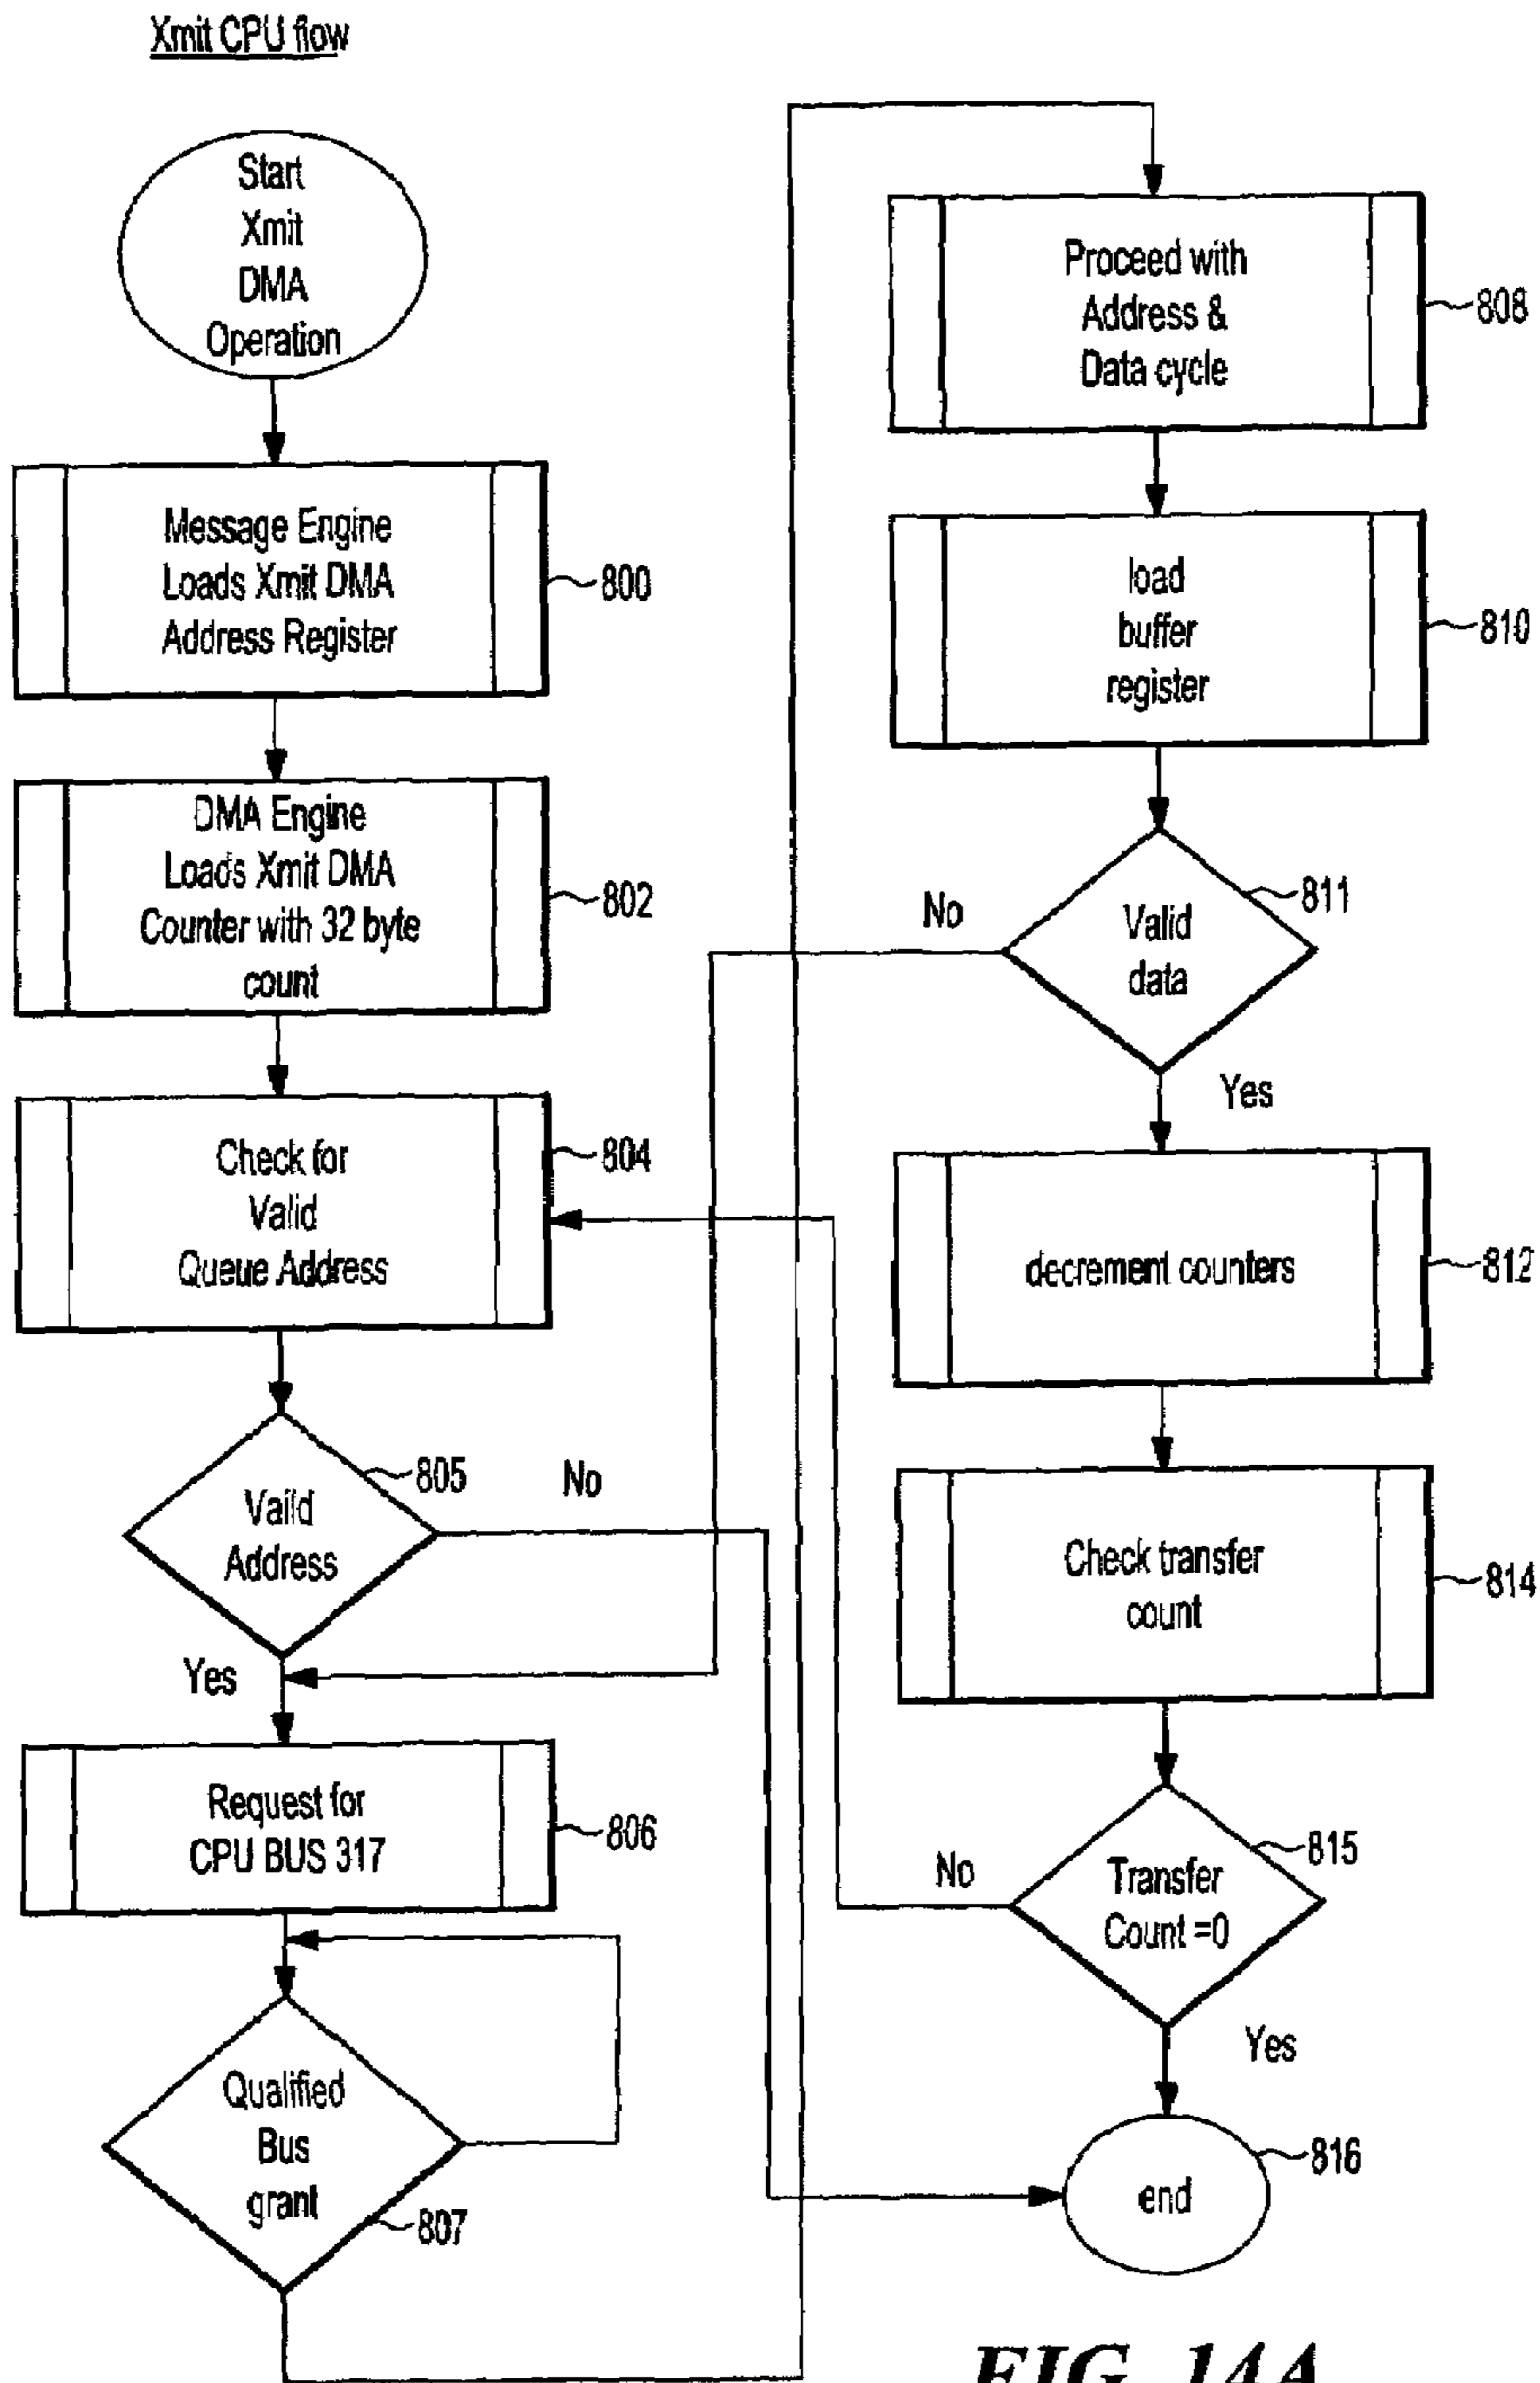 Xmit CPU flow
Start
Xmit
DMA
Operation
Message Engine
Loads Xmit DMA
Address Register
800
DMA Engine
Loads Xmit DMA
Counter with 32 byte
count
802
Check for
Valid
Queue Address
804
Vaild
Address
805
No
Yes
Request for
CPU BUS 317
806
Qualified
Bus
grant
807
Proceed with
Address &
Data cycle
808
load
buffer
register
810
Valid
data
811
No
Yes
decrement counters
812
Check transfer
count
814
Transfer
Count =0
815
No
Yes
end
816
FIG. 14A